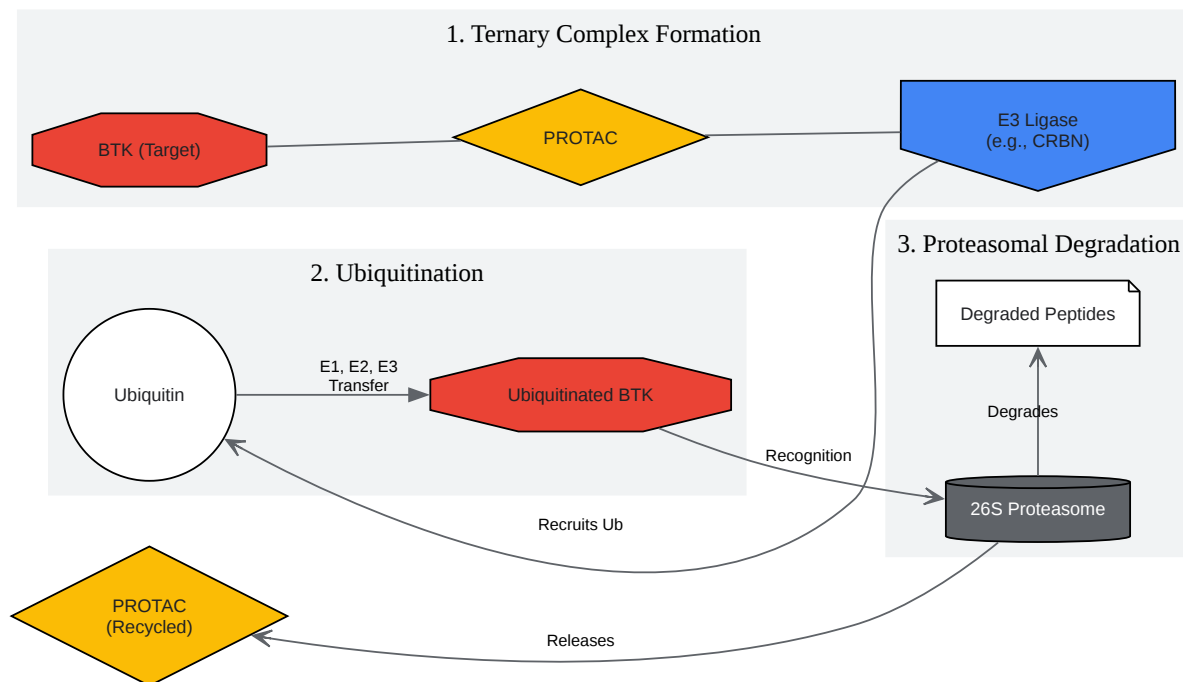 1. Ternary Complex Formation
BTK (Target)
PROTAC
E3 Ligase
(e.g., CRBN)
2. Ubiquitination
Ubiquitin
E1, E2, E3
Transfer
Ubiquitinated BTK
Recognition
Recruits Ub
3. Proteasomal Degradation
Degraded Peptides
Degrades
26S Proteasome
PROTAC
(Recycled)
Releases